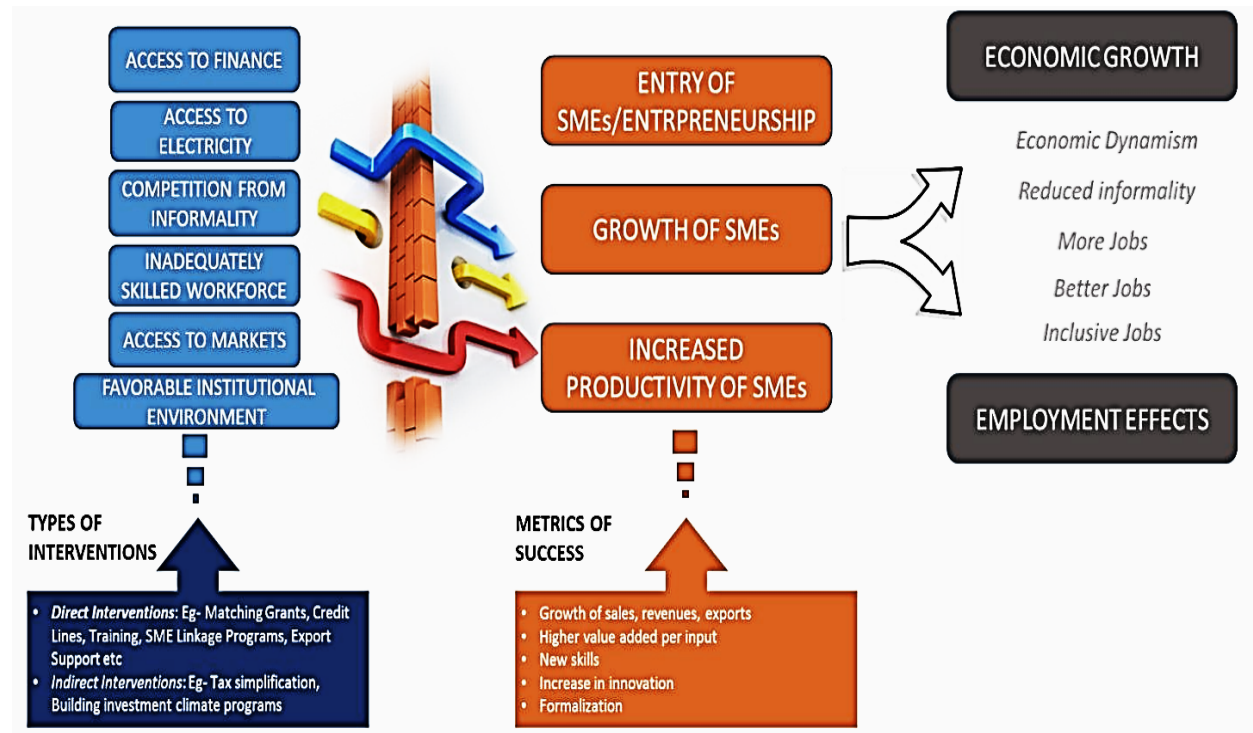 ACCESS TO FINANCE
ACCESS TO
ELECTRICITY
COMPETITION FROM
INFORMALITY
INADEQUATELY
SKILLED WORKFORCE
ACCESS TO MARKETS
FAVORABLE INSTITUTIONAL
ENVIRONMENT
TYPES OF
INTERVENTIONS
• Direct Interventions: Eg- Matching Grants, Credit
Lines, Training, SME Linkage Programs, Export
Support etc
• Indirect Interventions: Eg- Tax simplification,
Building investment climate programs
ENTRY OF
SMEs/ENTRPRENEURSHIP
GROWTH OF SMEs
INCREASED
PRODUCTIVITY OF SMEs
METRICS OF
SUCCESS
• Growth of sales, revenues, exports
• Higher value added per input
• New skills
• Increase in innovation
• Formalization
ECONOMIC GROWTH
Economic Dynamism
Reduced informality
More Jobs
Better Jobs
Inclusive Jobs
EMPLOYMENT EFFECTS